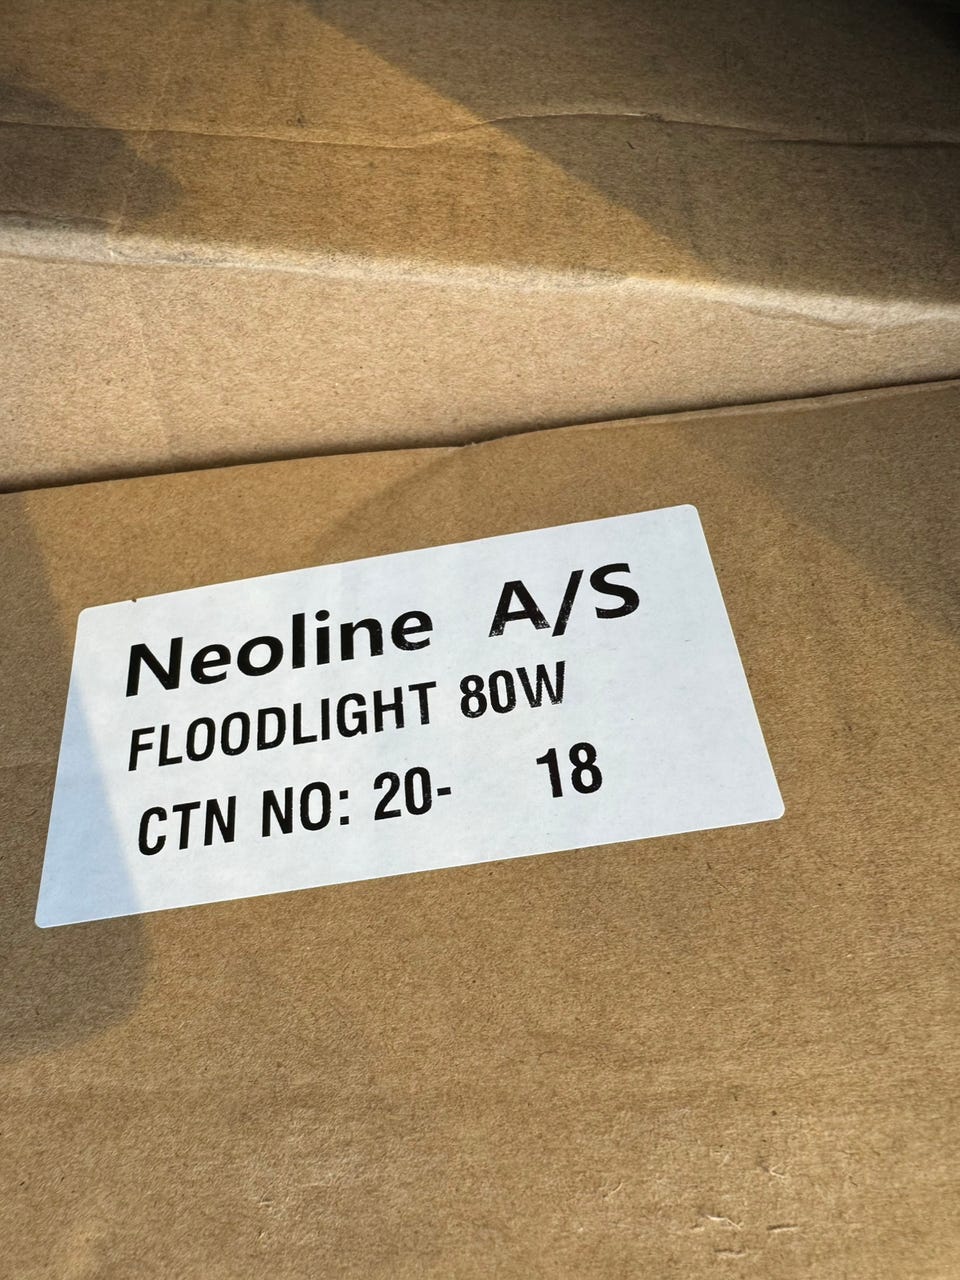 Neoline A/S
FLOODLIGHT 80W
CTN NO: 20- 18